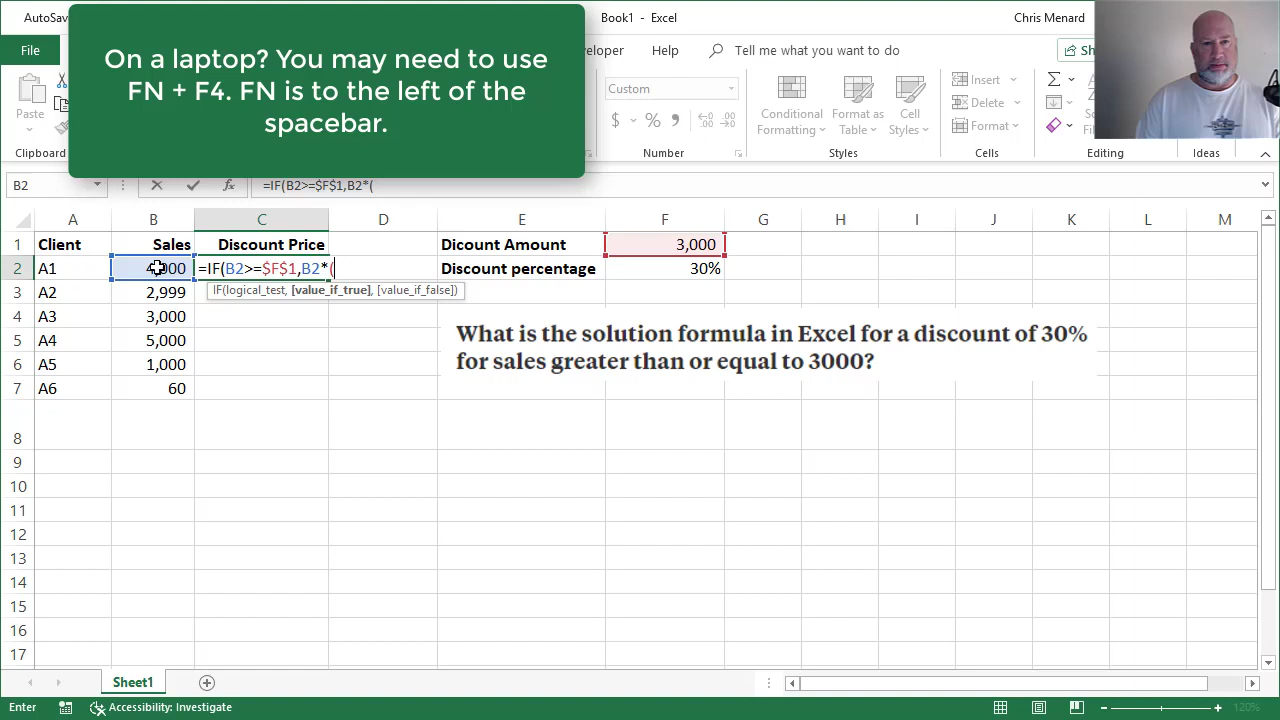 AutoSav
Book1 - Excel
Chris Menard
On a laptop? You may need to use
FN + F4. FN is to the left of the
spacebar.
File
eloper
Help
Tell me what you want to do
Sh
Paste
Custom
$ % 9
Conditional
Formatting
Format as
Table
Cell
Styles
Insert
Delete
Format
Clipboard
Number
Styles
Cells
Editing
Ideas
B2
fx
=IF(B2>=$F$1,B2*(
A B C D E F G H I J K L M
1 Client Sales Discount Price Dicount Amount 3,000
2 A1 =IF(B2>=$F$1,B2*( Discount percentage 30%
IF(logical_test, [value_if_true], [value_if_false])
3 A2 2,999
4 A3 3,000
5 A4 5,000
6 A5 1,000
7 A6 60
What is the solution formula in Excel for a discount of 30%
for sales greater than or equal to 3000?
8
9
10
11
12
13
14
15
16
17
Sheet1
Enter
Accessibility: Investigate
120%